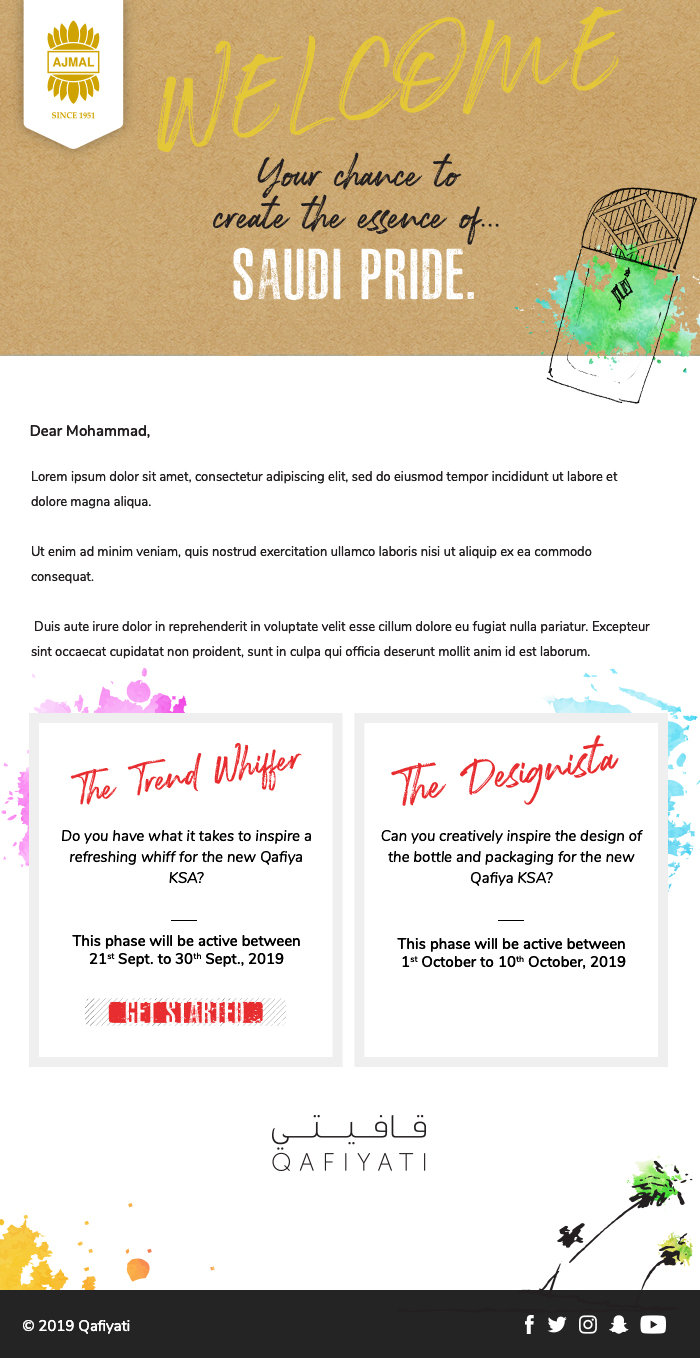 AJMAL
SINCE 1951
WELCOME
Your chance to
create the essence of...
SAUDI PRIDE.
Dear Mohammad,
Lorem ipsum dolor sit amet, consectetur adipiscing elit, sed do eiusmod tempor incididunt ut labore et
dolore magna aliqua.
Ut enim ad minim veniam, quis nostrud exercitation ullamco laboris nisi ut aliquip ex ea commodo
consequat.
Duis aute irure dolor in reprehenderit in voluptate velit esse cillum dolore eu fugiat nulla pariatur. Excepteur
sint occaecat cupidatat non proident, sunt in culpa qui officia deserunt mollit anim id est laborum.
The Trend Whiffer
Do you have what it takes to inspire a
refreshing whiff for the new Qafiya
KSA?
This phase will be active between
21st Sept. to 30th Sept., 2019
GET STARTED
The Designista
Can you creatively inspire the design of
the bottle and packaging for the new
Qafiya KSA?
This phase will be active between
1st October to 10th October, 2019
قافيتي
QAFIYATI
© 2019 Qafiyati